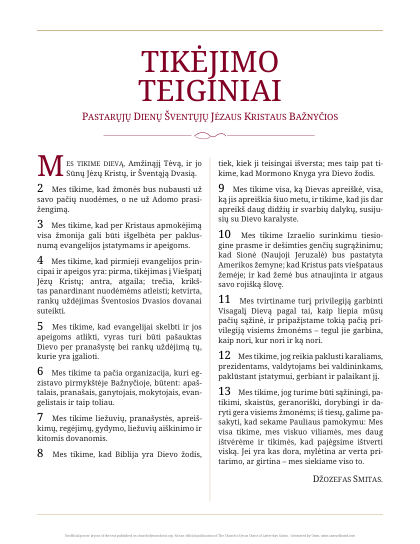 TIKĖJIMO
TEIGINIAI
PASTARŲJŲ DIENŲ ŠVENTŲJŲ JĖZAUS KRISTAUS BAŽNYČIOS
MES TIKIME DIEVĄ, Amžinąjį Tėvą, ir jo
Sūnų Jėzų Kristų, ir Šventąją Dvasią.
2 Mes tikime, kad žmonės bus nubausti už
savo pačių nuodėmes, o ne už Adomo prasi-
žengimą.
3 Mes tikime, kad per Kristaus apmokėjimą
visa žmonija gali būti išgelbėta per paklus-
numą evangelijos įstatymams ir apeigoms.
4 Mes tikime, kad pirmieji evangelijos prin-
cipai ir apeigos yra: pirma, tikėjimas į Viešpatį
Jėzų Kristų; antra, atgaila; trečia, krikš-
tas panardinant nuodėmėms atleisti; ketvirta,
rankų uždėjimas Šventosios Dvasios dovanai
suteikti.
5 Mes tikime, kad evangelijai skelbti ir jos
apeigoms atlikti, vyras turi būti pašauktas
Dievo per pranašystę bei rankų uždėjimą tų,
kurie yra įgalioti.
6 Mes tikime ta pačia organizacija, kuri eg-
zistavo pirmykštėje Bažnyčioje, būtent: apaš-
talais, pranašais, ganytojais, mokytojais, evan-
gelistais ir taip toliau.
7 Mes tikime liežuvių, pranašystės, apreiš-
kimų, regėjimų, gydymo, liežuvių aiškinimo ir
kitomis dovanomis.
8 Mes tikime, kad Biblija yra Dievo žodis,
tiek, kiek ji teisingai išversta; mes taip pat ti-
kime, kad Mormono Knyga yra Dievo žodis.
9 Mes tikime visa, ką Dievas apreiškė, visa,
ką jis apreiškia šiuo metu, ir tikime, kad jis dar
apreikš daug didžių ir svarbių dalykų, susiju-
sių su Dievo karalyste.
10 Mes tikime Izraelio surinkimu tiesio-
gine prasme ir dešimties genčių sugrąžinimu;
kad Sionė (Naujoji Jeruzalė) bus pastatyta
Amerikos žemyne; kad Kristus pats viešpataus
žemėje; ir kad žemė bus atnaujinta ir atgaus
savo rojišką šlovę.
11 Mes tvirtiname turį privilegiją garbinti
Visagalį Dievą pagal tai, kaip liepia mūsų
pačių sąžinė, ir pripažįstame tokią pačią pri-
vilegiją visiems žmonėms – tegul jie garbina,
kaip nori, kur nori ir ką nori.
12 Mes tikime, jog reikia paklusti karaliams,
prezidentams, valdytojams bei valdininkams,
paklūstant įstatymui, gerbiant ir palaikant jį.
13 Mes tikime, jog turime būti sąžiningi, pa-
tikimi, skaistūs, geranoriški, dorybingi ir da-
ryti gera visiems žmonėms; iš tiesų, galime pa-
sakyti, kad sekame Pauliaus pamokymu: Mes
visa tikime, mes viskuo viliamės, mes daug
ištvėrėme ir tikimės, kad pajėgsime ištverti
viską. Jei yra kas dora, mylėtina ar verta pri-
tarimo, ar girtina – mes siekiame viso to.
DŽOZEFAS SMITAS.